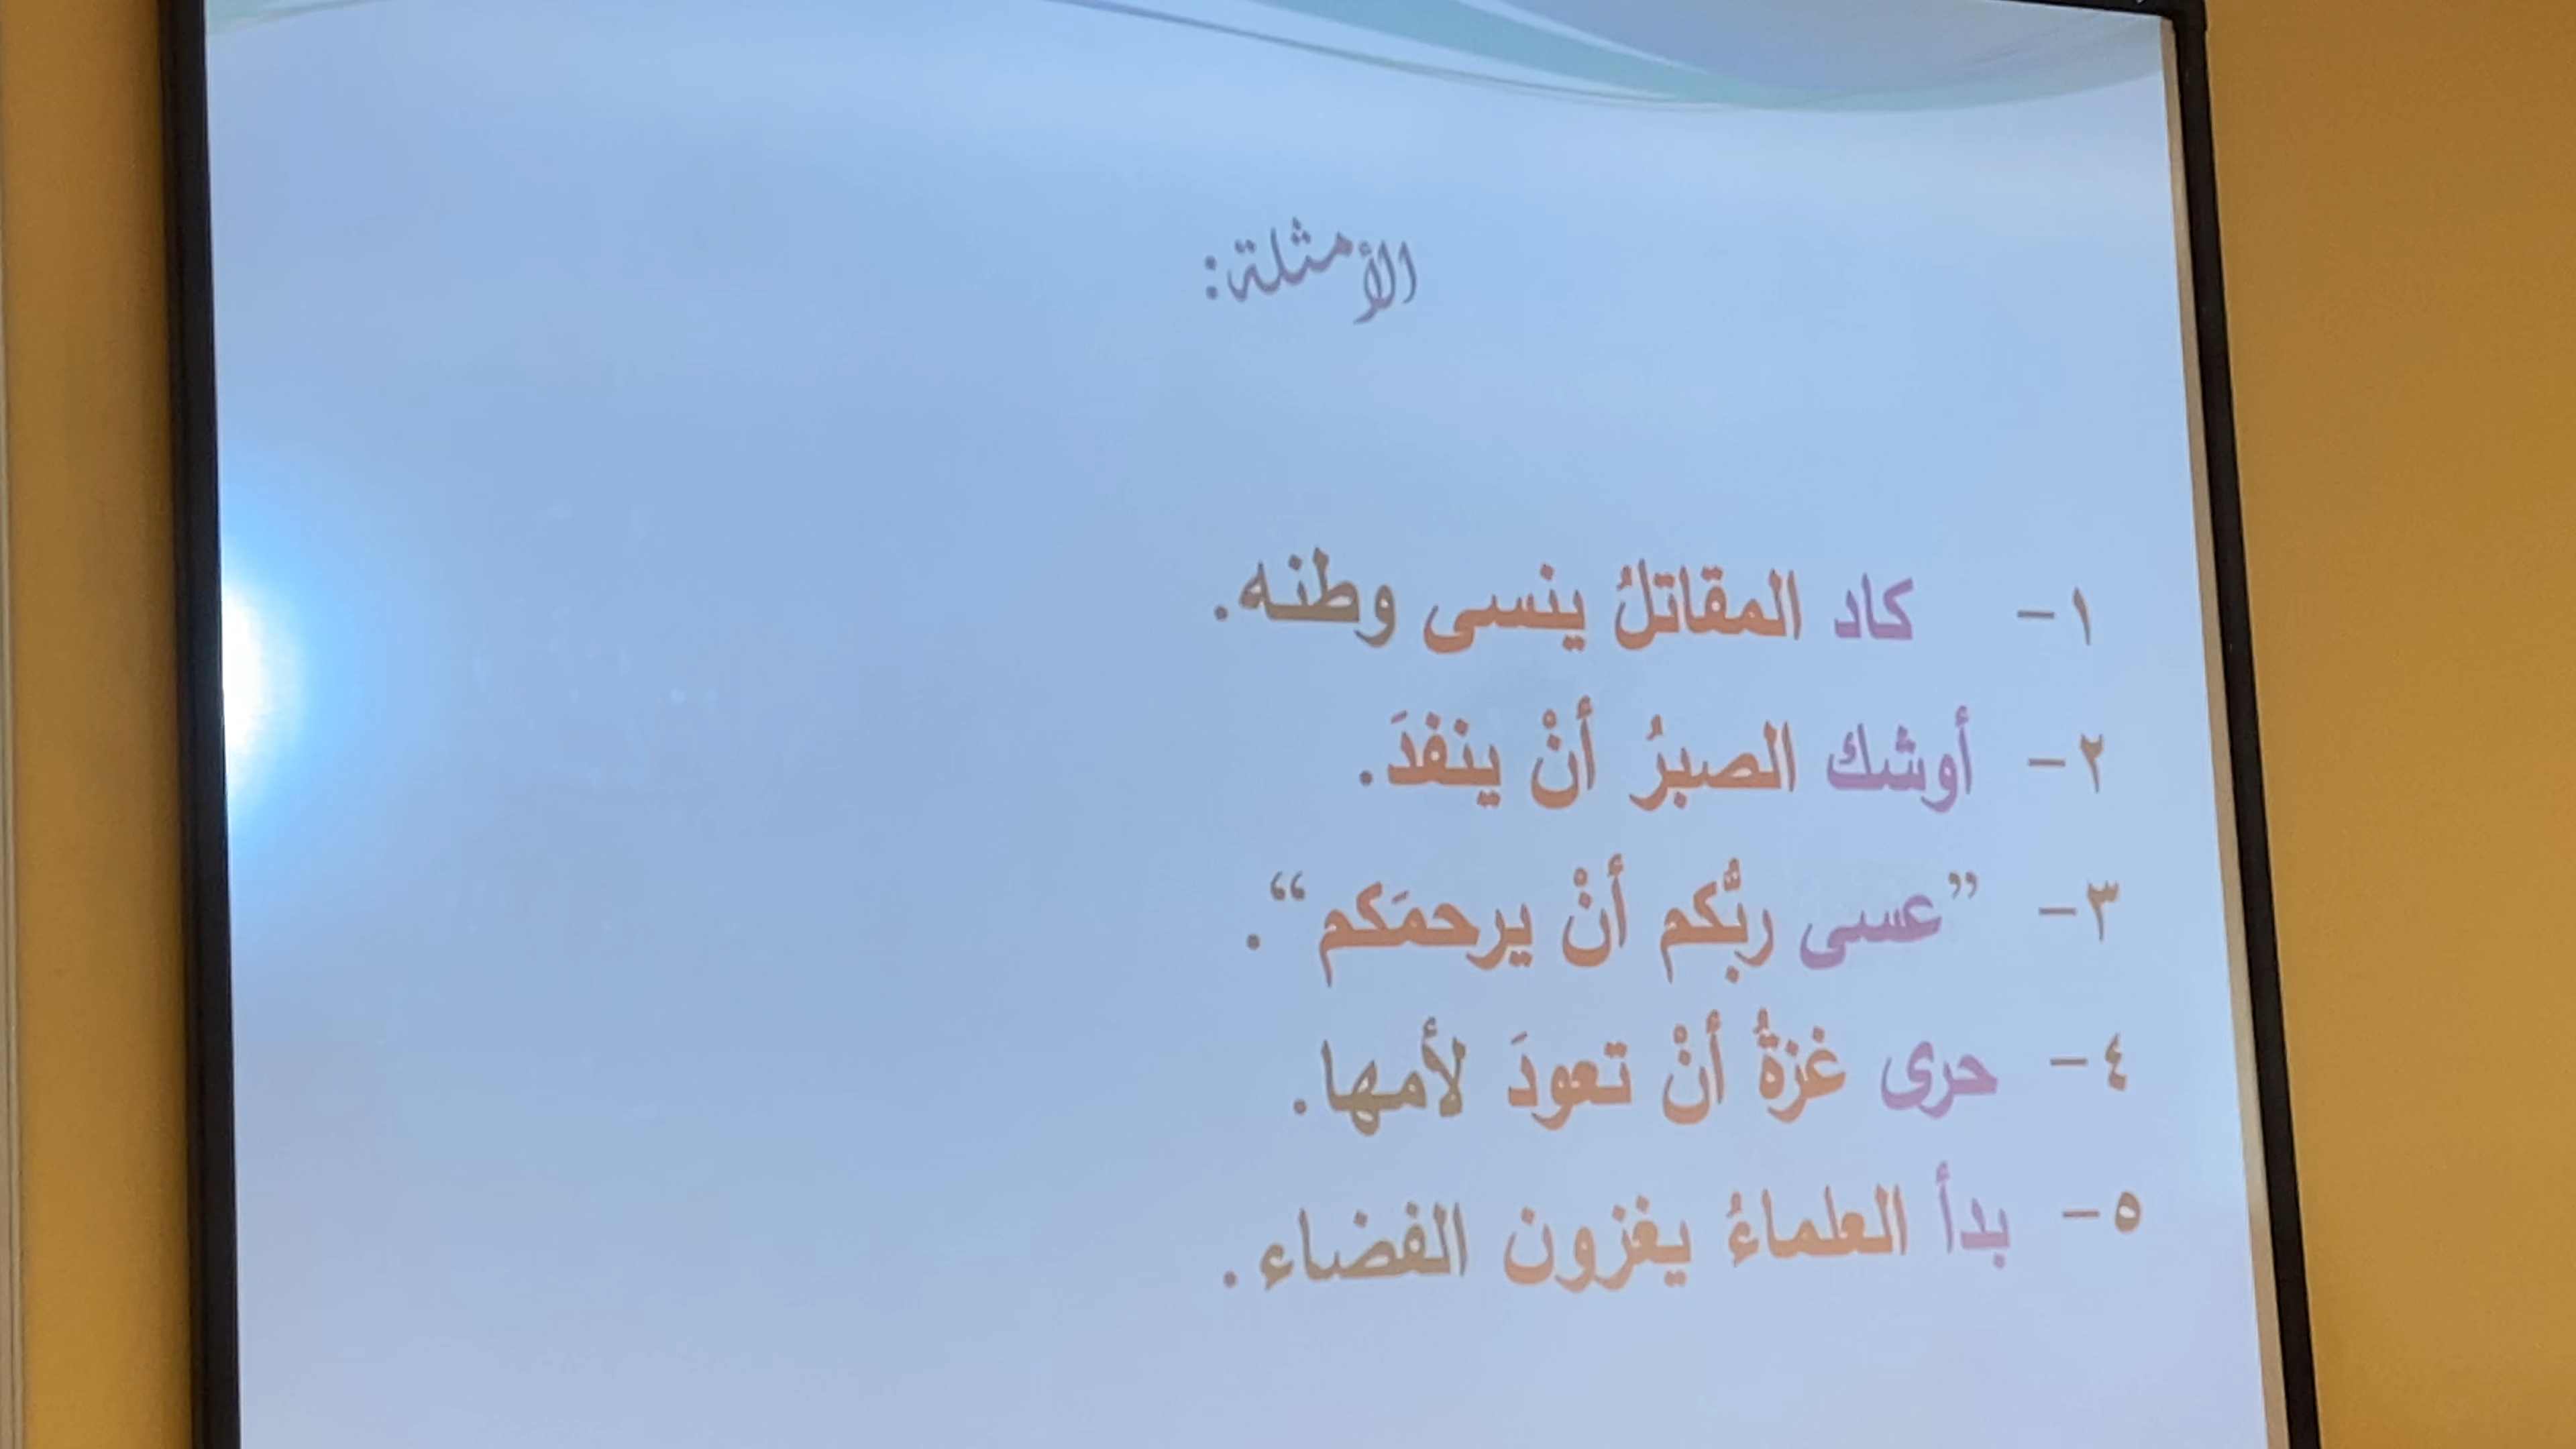 الأمثلة:
١- كاد المقاتلُ ينسى وطنه.
٢- أوشك الصبرُ أنْ ينفدَ.
٣- ”عسى ربُّكم أنْ يرحمَكم“.
٤- حرى غزةُ أنْ تعودَ لأمها.
٥- بدأ العلماءُ يغزون الفضاء.